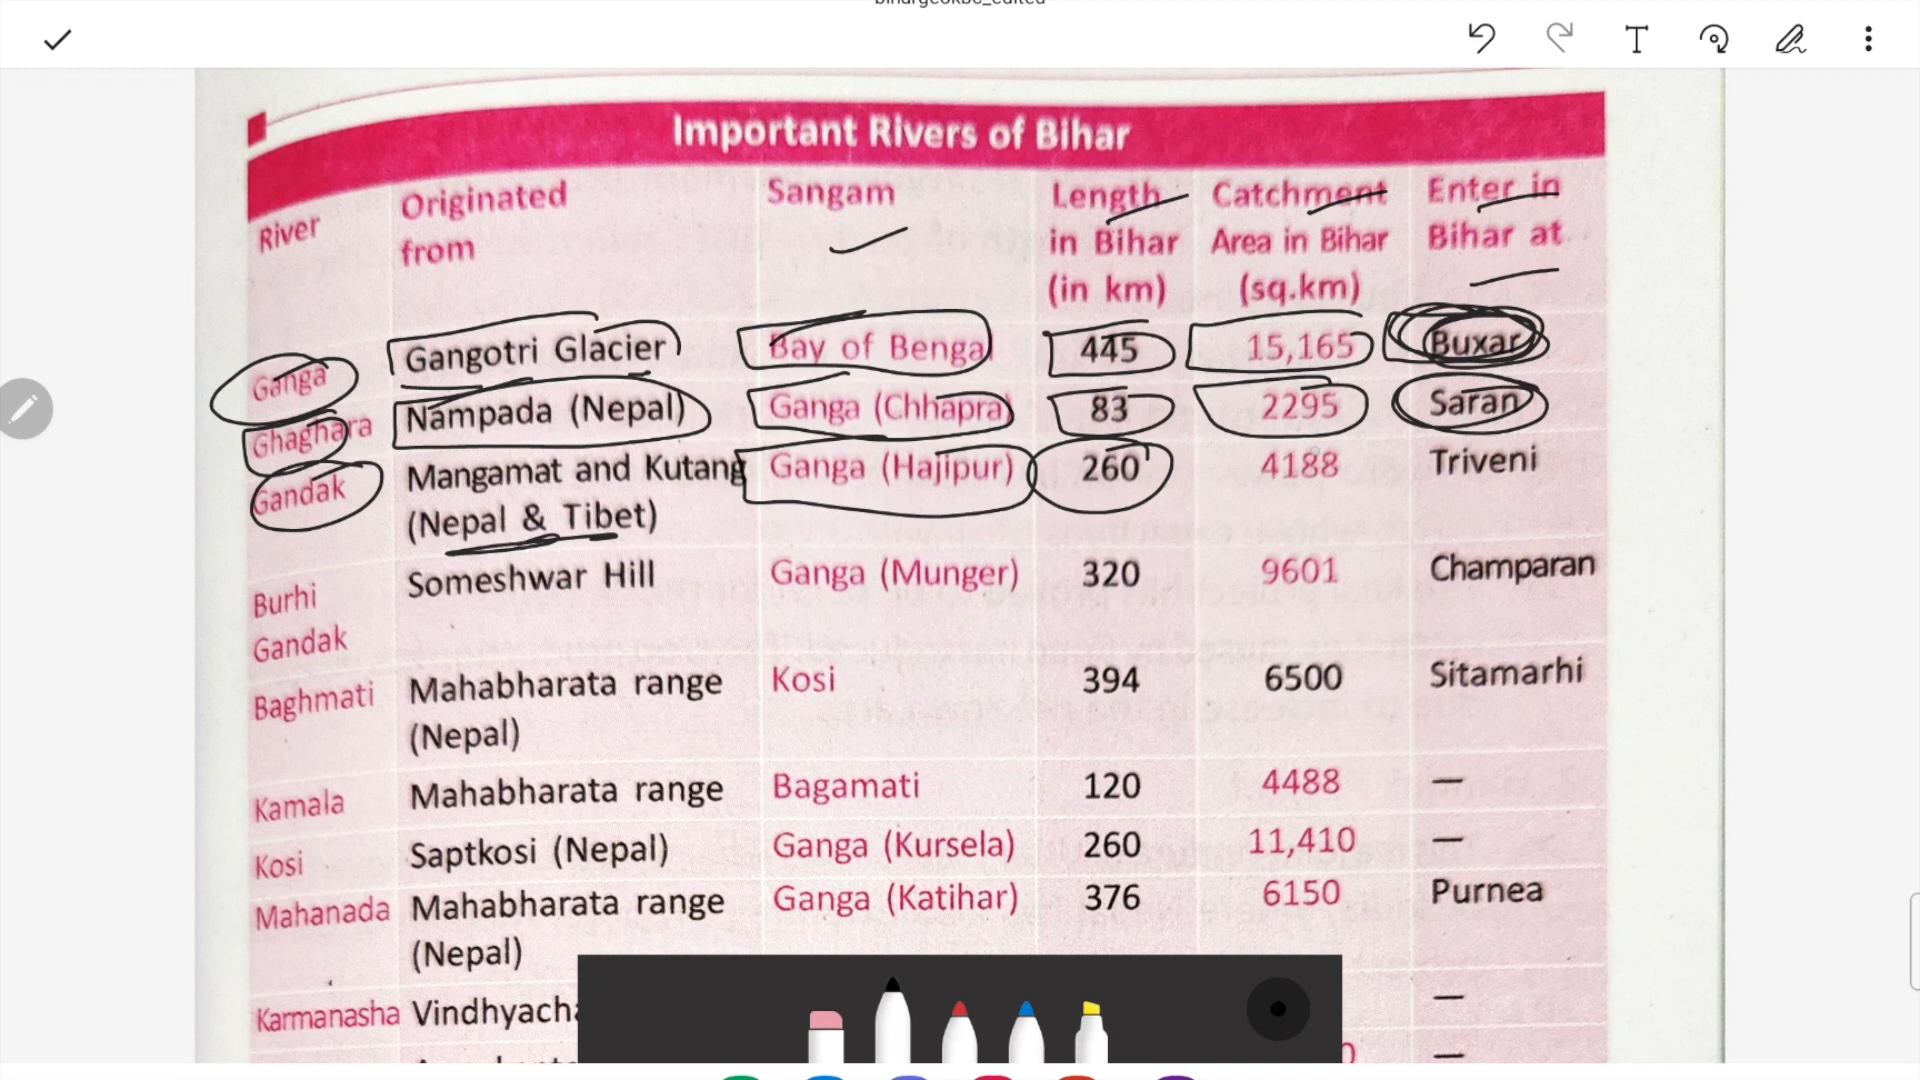 Important Rivers of Bihar
River Originated from Sangam Length in Bihar (in km) Catchment Area in Bihar (sq.km) Enter in Bihar at
Ganga Gangotri Glacier Bay of Bengal 445 15,165 Buxar
Ghaghara Nampada (Nepal) Ganga (Chhapra) 83 2295 Saran
Gandak Mangamat and Kutang (Nepal & Tibet) Ganga (Hajipur) 260 4188 Triveni
Burhi Gandak Someshwar Hill Ganga (Munger) 320 9601 Champaran
Baghmati Mahabharata range (Nepal) Kosi 394 6500 Sitamarhi
Kamala Mahabharata range Bagamati 120 4488 —
Kosi Saptkosi (Nepal) Ganga (Kursela) 260 11,410 —
Mahanada Mahabharata range (Nepal) Ganga (Katihar) 376 6150 Purnea
Karmanasha —
—